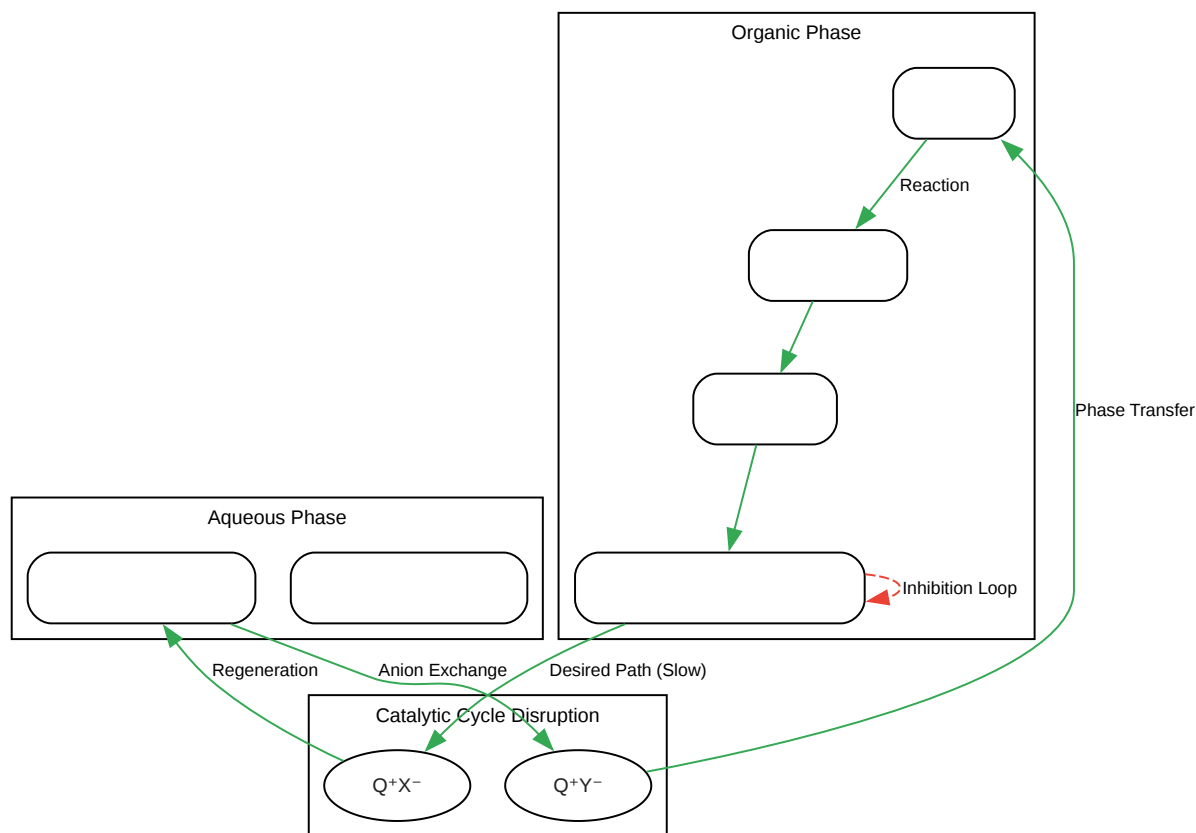 Organic Phase
Reaction
Phase Transfer
Aqueous Phase
Inhibition Loop
Regeneration
Anion Exchange
Desired Path (Slow)
Catalytic Cycle Disruption
Q⁺X⁻
Q⁺Y⁻